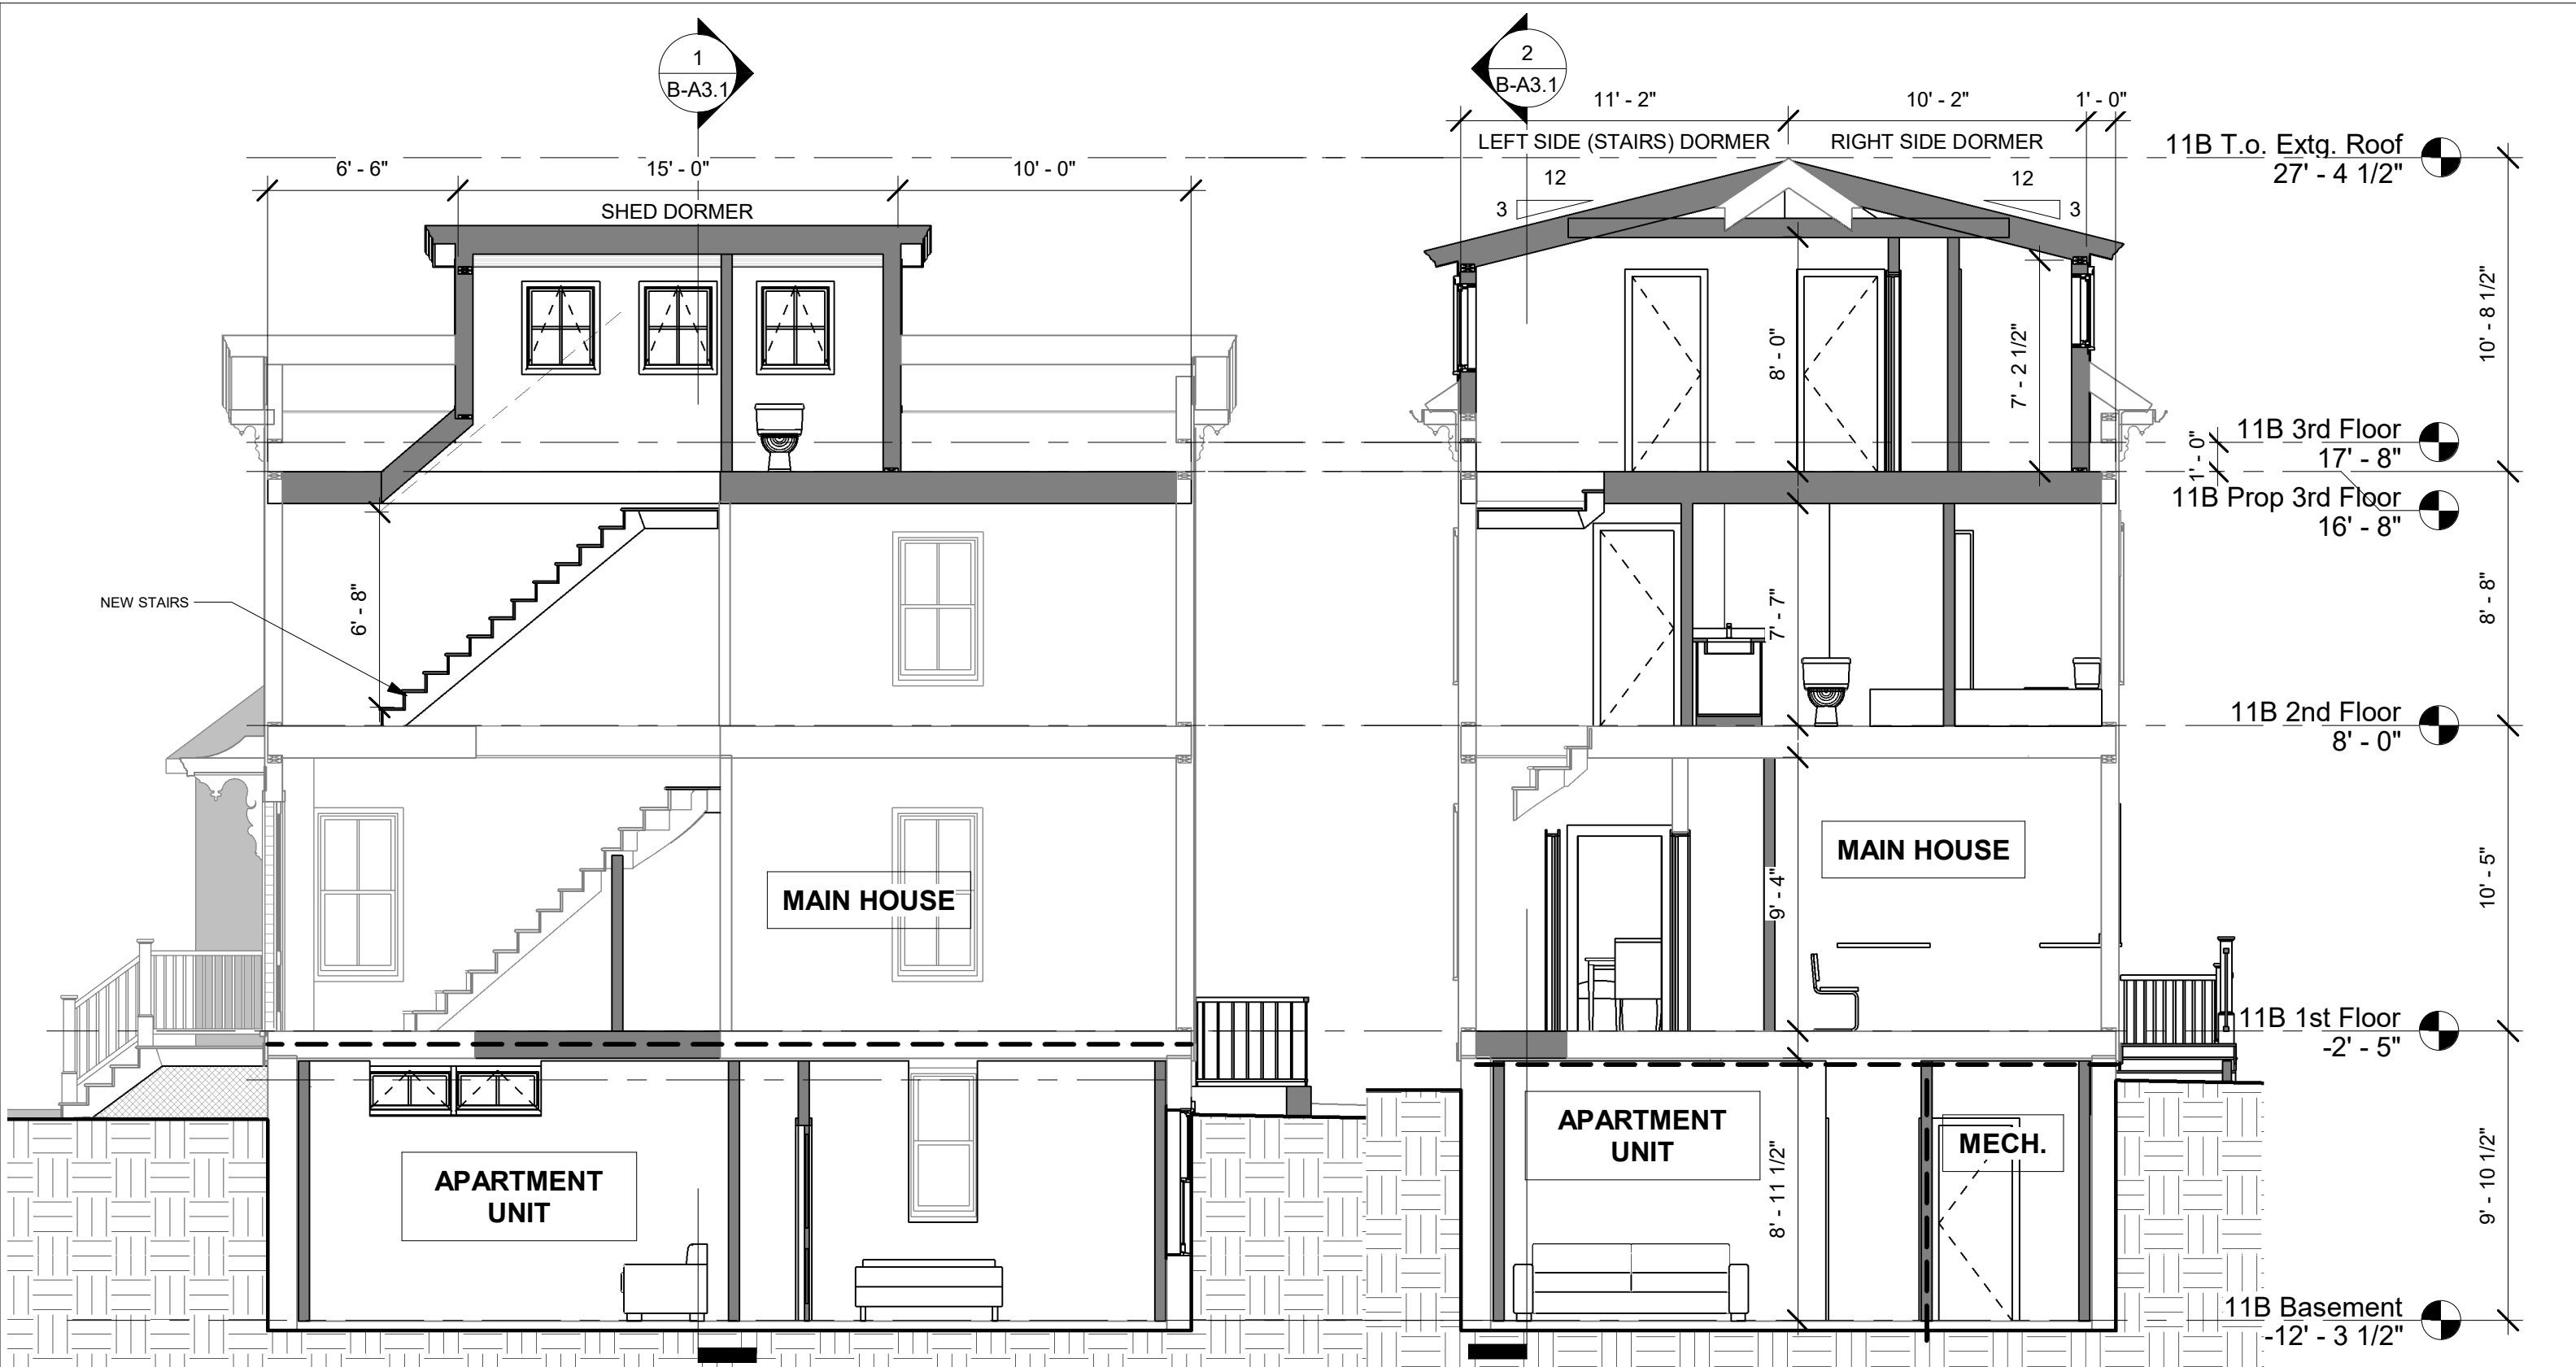 1
B-A3.1
2
B-A3.1
11' - 2"
10' - 2"
1' - 0"
LEFT SIDE (STAIRS) DORMER
RIGHT SIDE DORMER
11B T.o. Extg. Roof
27' - 4 1/2"
6' - 6"
15' - 0"
10' - 0"
SHED DORMER
12
3
12
3
8' - 0"
7' - 2 1/2"
10' - 8 1/2"
11B 3rd Floor
17' - 8"
1' - 0"
11B Prop 3rd Floor
16' - 8"
NEW STAIRS
6' - 8"
7' - 7"
8' - 8"
11B 2nd Floor
8' - 0"
MAIN HOUSE
MAIN HOUSE
9' - 4"
10' - 5"
11B 1st Floor
-2' - 5"
APARTMENT
UNIT
APARTMENT
UNIT
MECH.
8' - 11 1/2"
9' - 10 1/2"
11B Basement
-12' - 3 1/2"